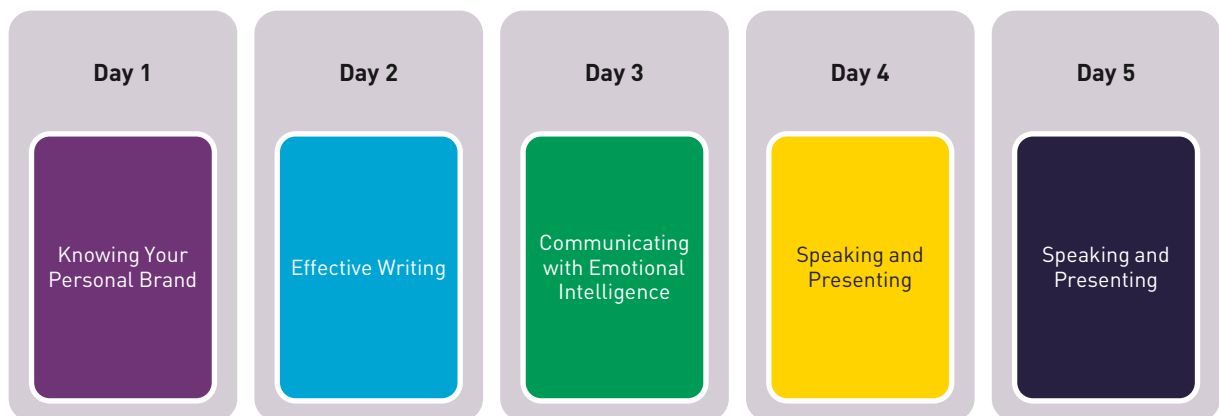 Day 1
Knowing Your
Personal Brand
Day 2
Effective Writing
Day 3
Communicating
with Emotional
Intelligence
Day 4
Speaking and
Presenting
Day 5
Speaking and
Presenting